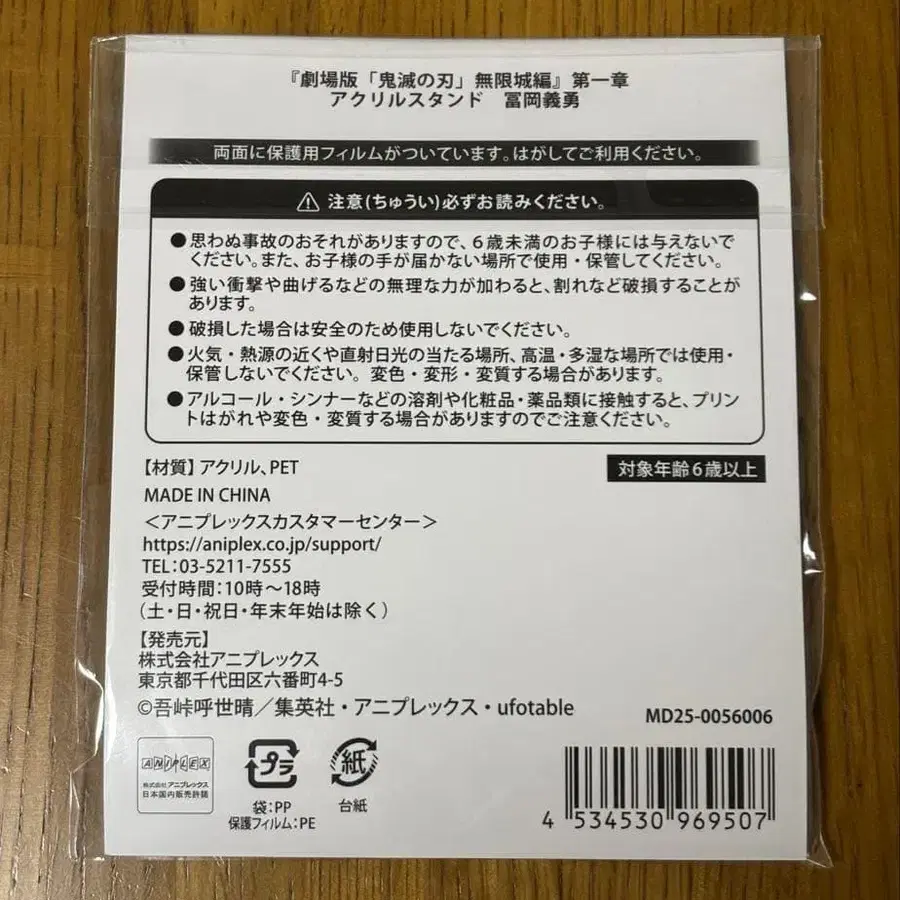 『劇場版「鬼滅の刃」無限城編』第一章
アクリルスタンド 冨岡義勇
両面に保護用フィルムがついています。はがしてご利用ください。
注意(ちゅうい)必ずお読みください。
●思わぬ事故のおそれがありますので、6歳未満のお子様には与えないで
ください。また、お子様の手が届かない場所で使用・保管してください。
●強い衝撃や曲げるなどの無理な力が加わると、割れなど破損することが
あります。
●破損した場合は安全のため使用しないでください。
●火気・熱源の近くや直射日光の当たる場所、高温・多湿な場所では使用・
保管しないでください。変色・変形・変質する場合があります。
●アルコール・シンナーなどの溶剤や化粧品・薬品類に接触すると、プリン
トはがれや変色・変質する場合がありますのでご注意ください。
【材質】アクリル、PET
対象年齢6歳以上
MADE IN CHINA
<アニプレックスカスタマーセンター>
https://aniplex.co.jp/support/
TEL:03-5211-7555
受付時間:10時~18時
(土・日・祝日・年末年始は除く)
【発売元】
株式会社アニプレックス
東京都千代田区六番町4-5
©吾峠呼世晴/集英社・アニプレックス・ufotable
MD25-0056006
ANIPLEX
株式会社アニプレックス
日本国内販売許諾
プラ
袋:PP
保護フィルム:PE
紙
台紙
4 534530 969507